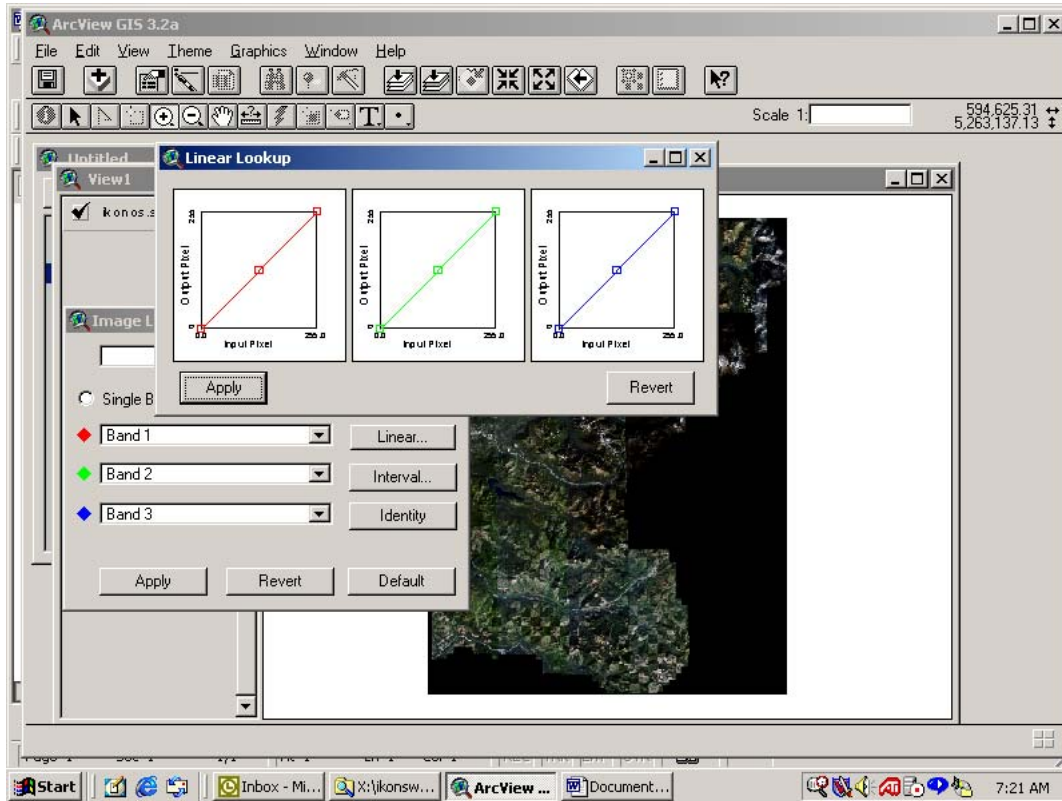 ArcView GIS 3.2a
File Edit View Theme Graphics Window Help
Scale 1:
594,625.31
5,263,137.13
Untitled
View1
ikonos.s
Linear Lookup
Output Pixel
0
0.0
Input Pixel
Output Pixel
0
0.0
Input Pixel
Output Pixel
0
0.0
Input Pixel
Apply
Revert
Image L
Single B
Band 1
Linear...
Band 2
Interval...
Band 3
Identity
Apply
Revert
Default
Start
Inbox - Mi...
X:\ikonsw...
ArcView ...
Document...
7:21 AM